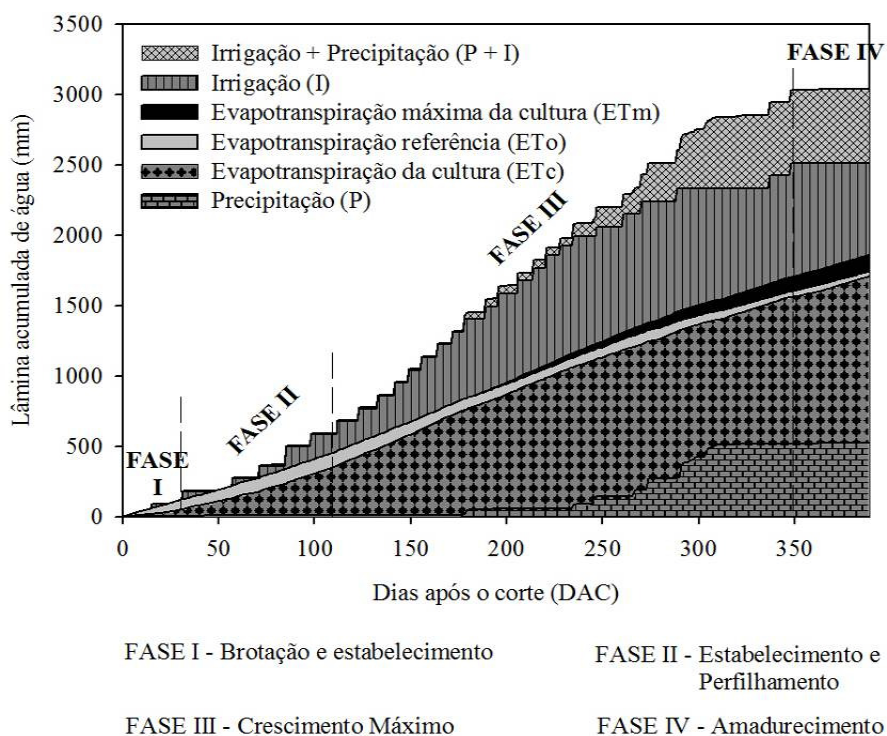 Lâmina acumulada de água (mm)
3500
3000
2500
2000
1500
1000
500
0
Irrigação + Precipitação (P + I)
Irrigação (I)
Evapotranspiração máxima da cultura (ETm)
Evapotranspiração referência (ETo)
Evapotranspiração da cultura (ETc)
Precipitação (P)
FASE IV
FASE III
FASE II
FASE
I
0 50 100 150 200 250 300 350
Dias após o corte (DAC)
FASE I - Brotação e estabelecimento
FASE II - Estabelecimento e
Perfilhamento
FASE III - Crescimento Máximo
FASE IV - Amadurecimento